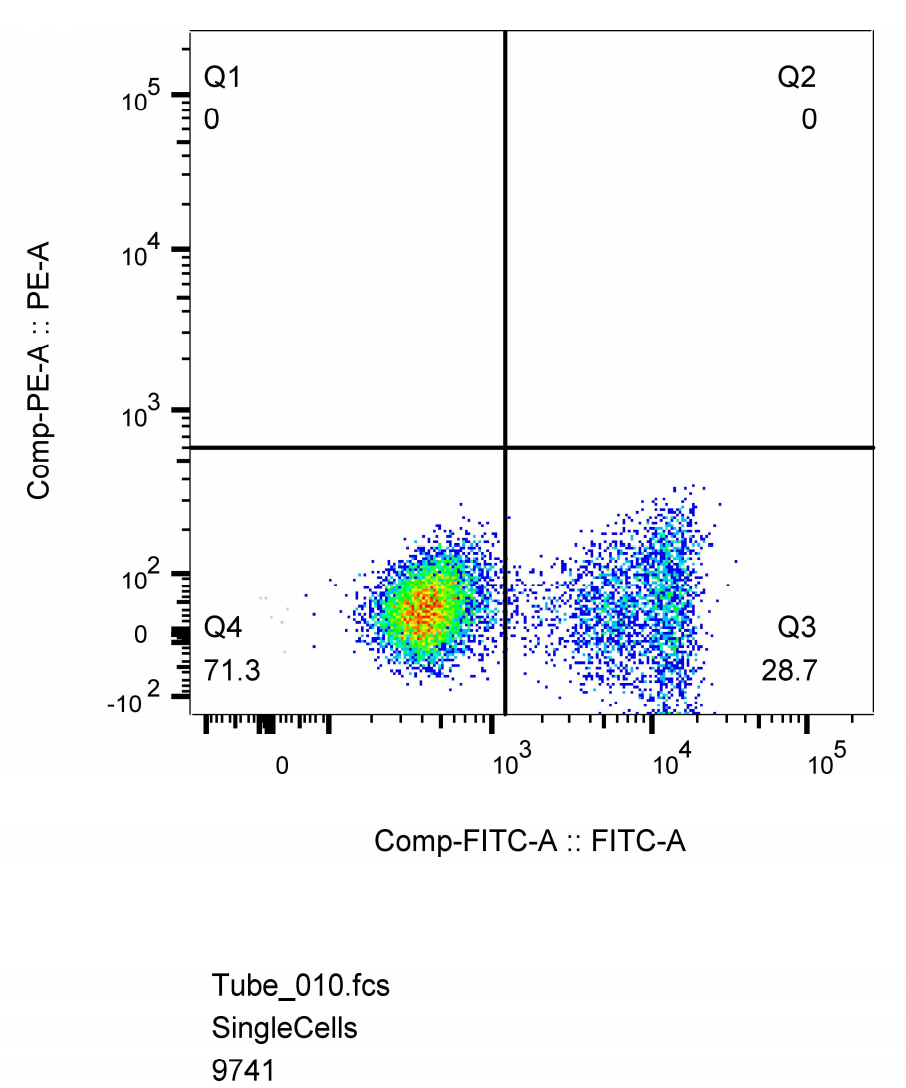 Q1
0
Q2
0
10^5
10^4
10^3
10^2
0
-10^2
Comp-PE-A :: PE-A
Q4
71.3
Q3
28.7
0
10^3
10^4
10^5
Comp-FITC-A :: FITC-A
Tube_010.fcs
SingleCells
9741